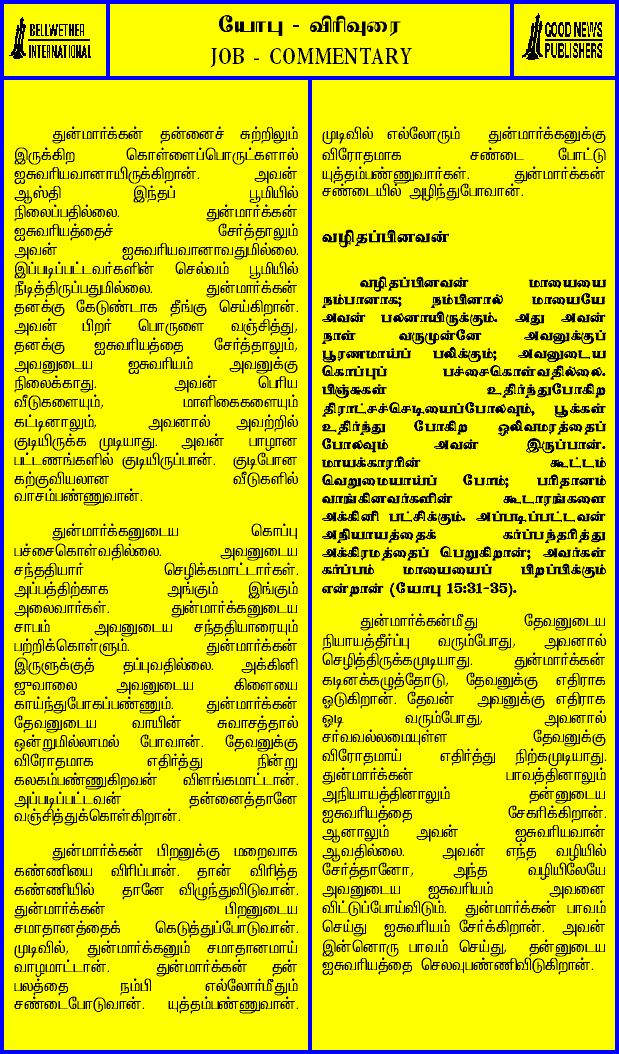 BELLWETHER
INTERNATIONAL
யோபு - விரிவுரை
JOB - COMMENTARY
GOOD NEWS
PUBLISHERS
துன்மார்க்கன் தன்னைச் சுற்றிலும்
இருக்கிற கொள்ளைப்பொருட்களால்
ஐசுவரியவானாயிருக்கிறான். அவன்
ஆஸ்தி இந்தப் பூமியில்
நிலைப்பதில்லை. துன்மார்க்கன்
ஐசுவரியத்தைச் சேர்த்தாலும்
அவன் ஐசுவரியவானாவதுமில்லை.
இப்படிப்பட்டவர்களின் செல்வம் பூமியில்
நீடித்திருப்பதுமில்லை. துன்மார்க்கன்
தனக்கு கேடுண்டாக தீங்கு செய்கிறான்.
அவன் பிறர் பொருளை வஞ்சித்து,
தனக்கு ஐசுவரியத்தை சேர்த்தாலும்,
அவனுடைய ஐசுவரியம் அவனுக்கு
நிலைக்காது. அவன் பெரிய
வீடுகளையும், மாளிகைகளையும்
கட்டினாலும், அவனால் அவற்றில்
குடியிருக்க முடியாது. அவன் பாழான
பட்டணங்களில் குடியிருப்பான். குடிபோன
கற்குவியலான வீடுகளில்
வாசம்பண்ணுவான்.
துன்மார்க்கனுடைய கொப்பு
பச்சைகொள்வதில்லை. அவனுடைய
சந்ததியார் செழிக்கமாட்டார்கள்.
அப்பத்திற்காக அங்கும் இங்கும்
அலைவார்கள். துன்மார்க்கனுடைய
சாபம் அவனுடைய சந்ததியாரையும்
பற்றிக்கொள்ளும். துன்மார்க்கன்
இருளுக்குத் தப்புவதில்லை. அக்கினி
ஜுவாலை அவனுடைய கிளையை
காய்ந்துபோகப்பண்ணும். துன்மார்க்கன்
தேவனுடைய வாயின் சுவாசத்தால்
ஒன்றுமில்லாமல் போவான். தேவனுக்கு
விரோதமாக எதிர்த்து நின்று
கலகம்பண்ணுகிறவன் விளங்கமாட்டான்.
அப்படிப்பட்டவன் தன்னைத்தானே
வஞ்சித்துக்கொள்கிறான்.
துன்மார்க்கன் பிறனுக்கு மறைவாக
கண்ணியை விரிப்பான். தான் விரித்த
கண்ணியில் தானே விழுந்துவிடுவான்.
துன்மார்க்கன் பிறனுடைய
சமாதானத்தைக் கெடுத்துப்போடுவான்.
முடிவில், துன்மார்க்கனும் சமாதானமாய்
வாழமாட்டான். துன்மார்க்கன் தன்
பலத்தை நம்பி எல்லோர்மீதும்
சண்டைபோடுவான். யுத்தம்பண்ணுவான்.
முடிவில் எல்லோரும் துன்மார்க்கனுக்கு
விரோதமாக சண்டை போட்டு
யுத்தம்பண்ணுவார்கள். துன்மார்க்கன்
சண்டையில் அழிந்துபோவான்.
வழிதப்பினவன்
வழிதப்பினவன் மாயையை
நம்பானாக; நம்பினால் மாயையே
அவன் பலனாயிருக்கும். அது அவன்
நாள் வருமுன்னே அவனுக்குப்
பூரணமாய்ப் பலிக்கும்; அவனுடைய
கொப்புப் பச்சைகொள்வதில்லை.
பிஞ்சுகள் உதிர்ந்துபோகிற
திராட்சச்செடியைப்போலவும், பூக்கள்
உதிர்ந்து போகிற ஒலிவமரத்தைப்
போலவும் அவன் இருப்பான்.
மாயக்காரரின் கூட்டம்
வெறுமையாய்ப் போம்; பரிதானம்
வாங்கினவர்களின் கூடாரங்களை
அக்கினி பட்சிக்கும். அப்படிப்பட்டவன்
அநியாயத்தைக் கர்ப்பந்தரித்து
அக்கிரமத்தைப் பெறுகிறான்; அவர்கள்
கர்ப்பம் மாயையைப் பிறப்பிக்கும்
என்றான் (யோபு 15:31-35).
துன்மார்க்கன்மீது தேவனுடைய
நியாயத்தீர்ப்பு வரும்போது, அவனால்
செழித்திருக்கமுடியாது. துன்மார்க்கன்
கடினக்கழுத்தோடு, தேவனுக்கு எதிராக
ஓடுகிறான். தேவன் அவனுக்கு எதிராக
ஓடி வரும்போது, அவனால்
சர்வவல்லமையுள்ள தேவனுக்கு
விரோதமாய் எதிர்த்து நிற்கமுடியாது.
துன்மார்க்கன் பாவத்தினாலும்
அநியாயத்தினாலும் தன்னுடைய
ஐசுவரியத்தை சேகரிக்கிறான்.
ஆனாலும் அவன் ஐசுவரியவான்
ஆவதில்லை. அவன் எந்த வழியில்
சேர்த்தானோ, அந்த வழியிலேயே
அவனுடைய ஐசுவரியம் அவனை
விட்டுப்போய்விடும். துன்மார்க்கன் பாவம்
செய்து ஐசுவரியம் சேர்க்கிறான். அவன்
இன்னொரு பாவம் செய்து, தன்னுடைய
ஐசுவரியத்தை செலவுபண்ணிவிடுகிறான்.